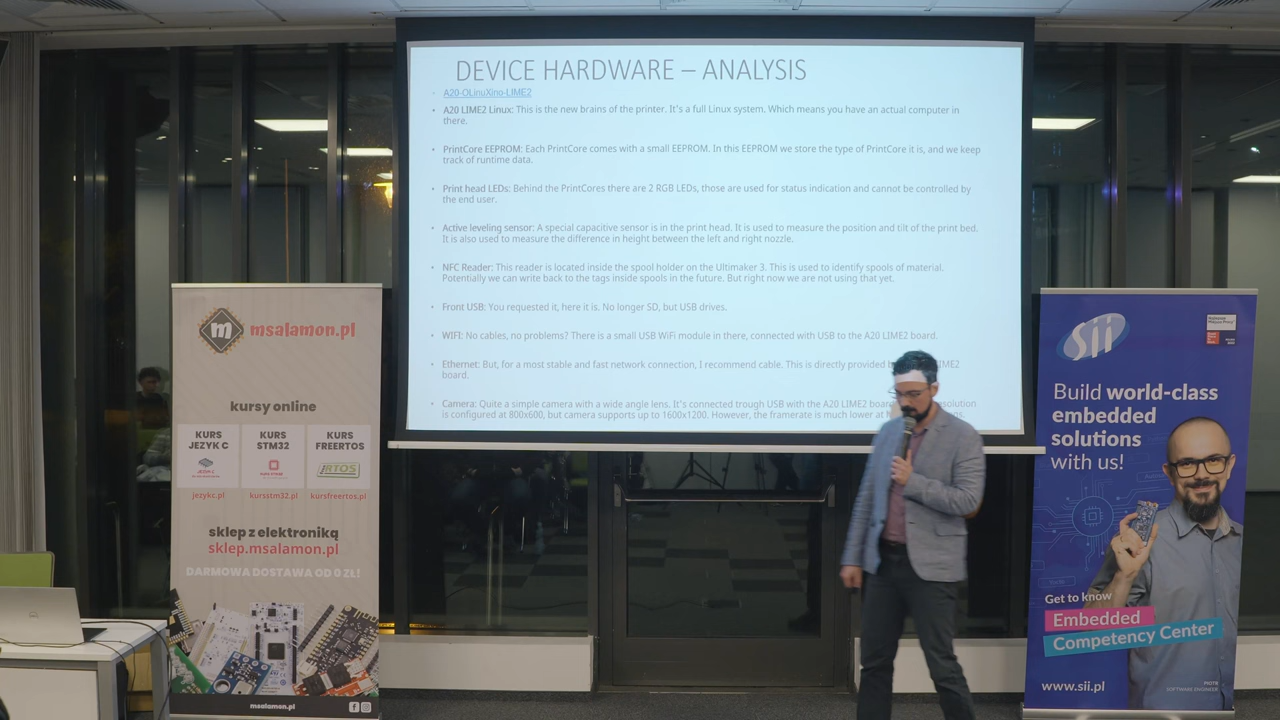 DEVICE HARDWARE – ANALYSIS
A20-OLinuXino-LIME2
A20 LIME2 Linux: This is the new brains of the printer. It's a full Linux system. Which means you have an actual computer in
there.
PrintCore EEPROM: Each PrintCore comes with a small EEPROM. In this EEPROM we store the type of PrintCore it is, and we keep
track of runtime data.
Print head LEDs: Behind the PrintCores there are 2 RGB LEDs, those are used for status indication and cannot be controlled by
the end user.
Active leveling sensor: A special capacitive sensor is in the print head. It is used to measure the position and tilt of the print bed.
It is also used to measure the difference in height between the left and right nozzle.
NFC Reader: This reader is located inside the spool holder on the Ultimaker 3. This is used to identify spools of material.
Potentially we can write back to the tags inside spools in the future. But right now we are not using that yet.
Front USB: You requested it, here it is. No longer SD, but USB drives.
WIFI: No cables, no problems? There is a small USB WiFi module in there, connected with USB to the A20 LIME2 board.
Ethernet: But, for a most stable and fast network connection, I recommend cable. This is directly provided
board.
Camera: Quite a simple camera with a wide angle lens. It's connected trough USB with the A20 LIME2
is configured at 800x600, but camera supports up to 1600x1200. However, the framerate is much lower at
m msalamon.pl
kursy online
KURS
JEZYK C
KURS
STM32
KURS
FREERTOS
RTOS
jezykc.pl
kursstm32.pl
kursfreertos.pl
sklep z elektroniką
sklep.msalamon.pl
DARMOWA DOSTAWA OD 0 ZŁ!
msalamon.pl
DELL
sii
Build world-class
embedded
solutions
with us!
Get to know
Embedded
Competency Center
www.sii.pl
PIOTR
SOFTWARE ENGINEER